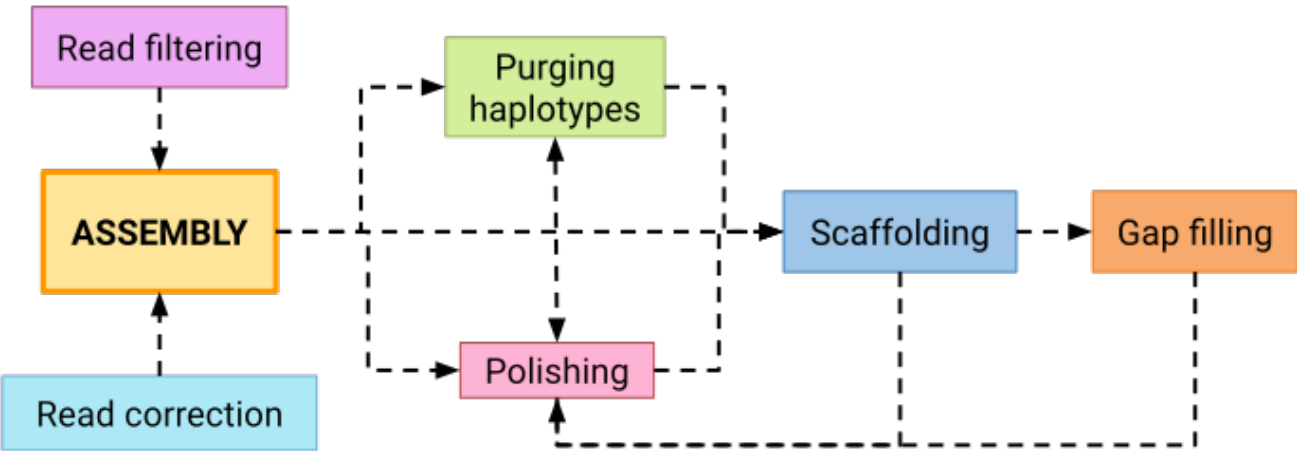 Read filtering
Purging
haplotypes
ASSEMBLY
Scaffolding
Gap filling
Polishing
Read correction